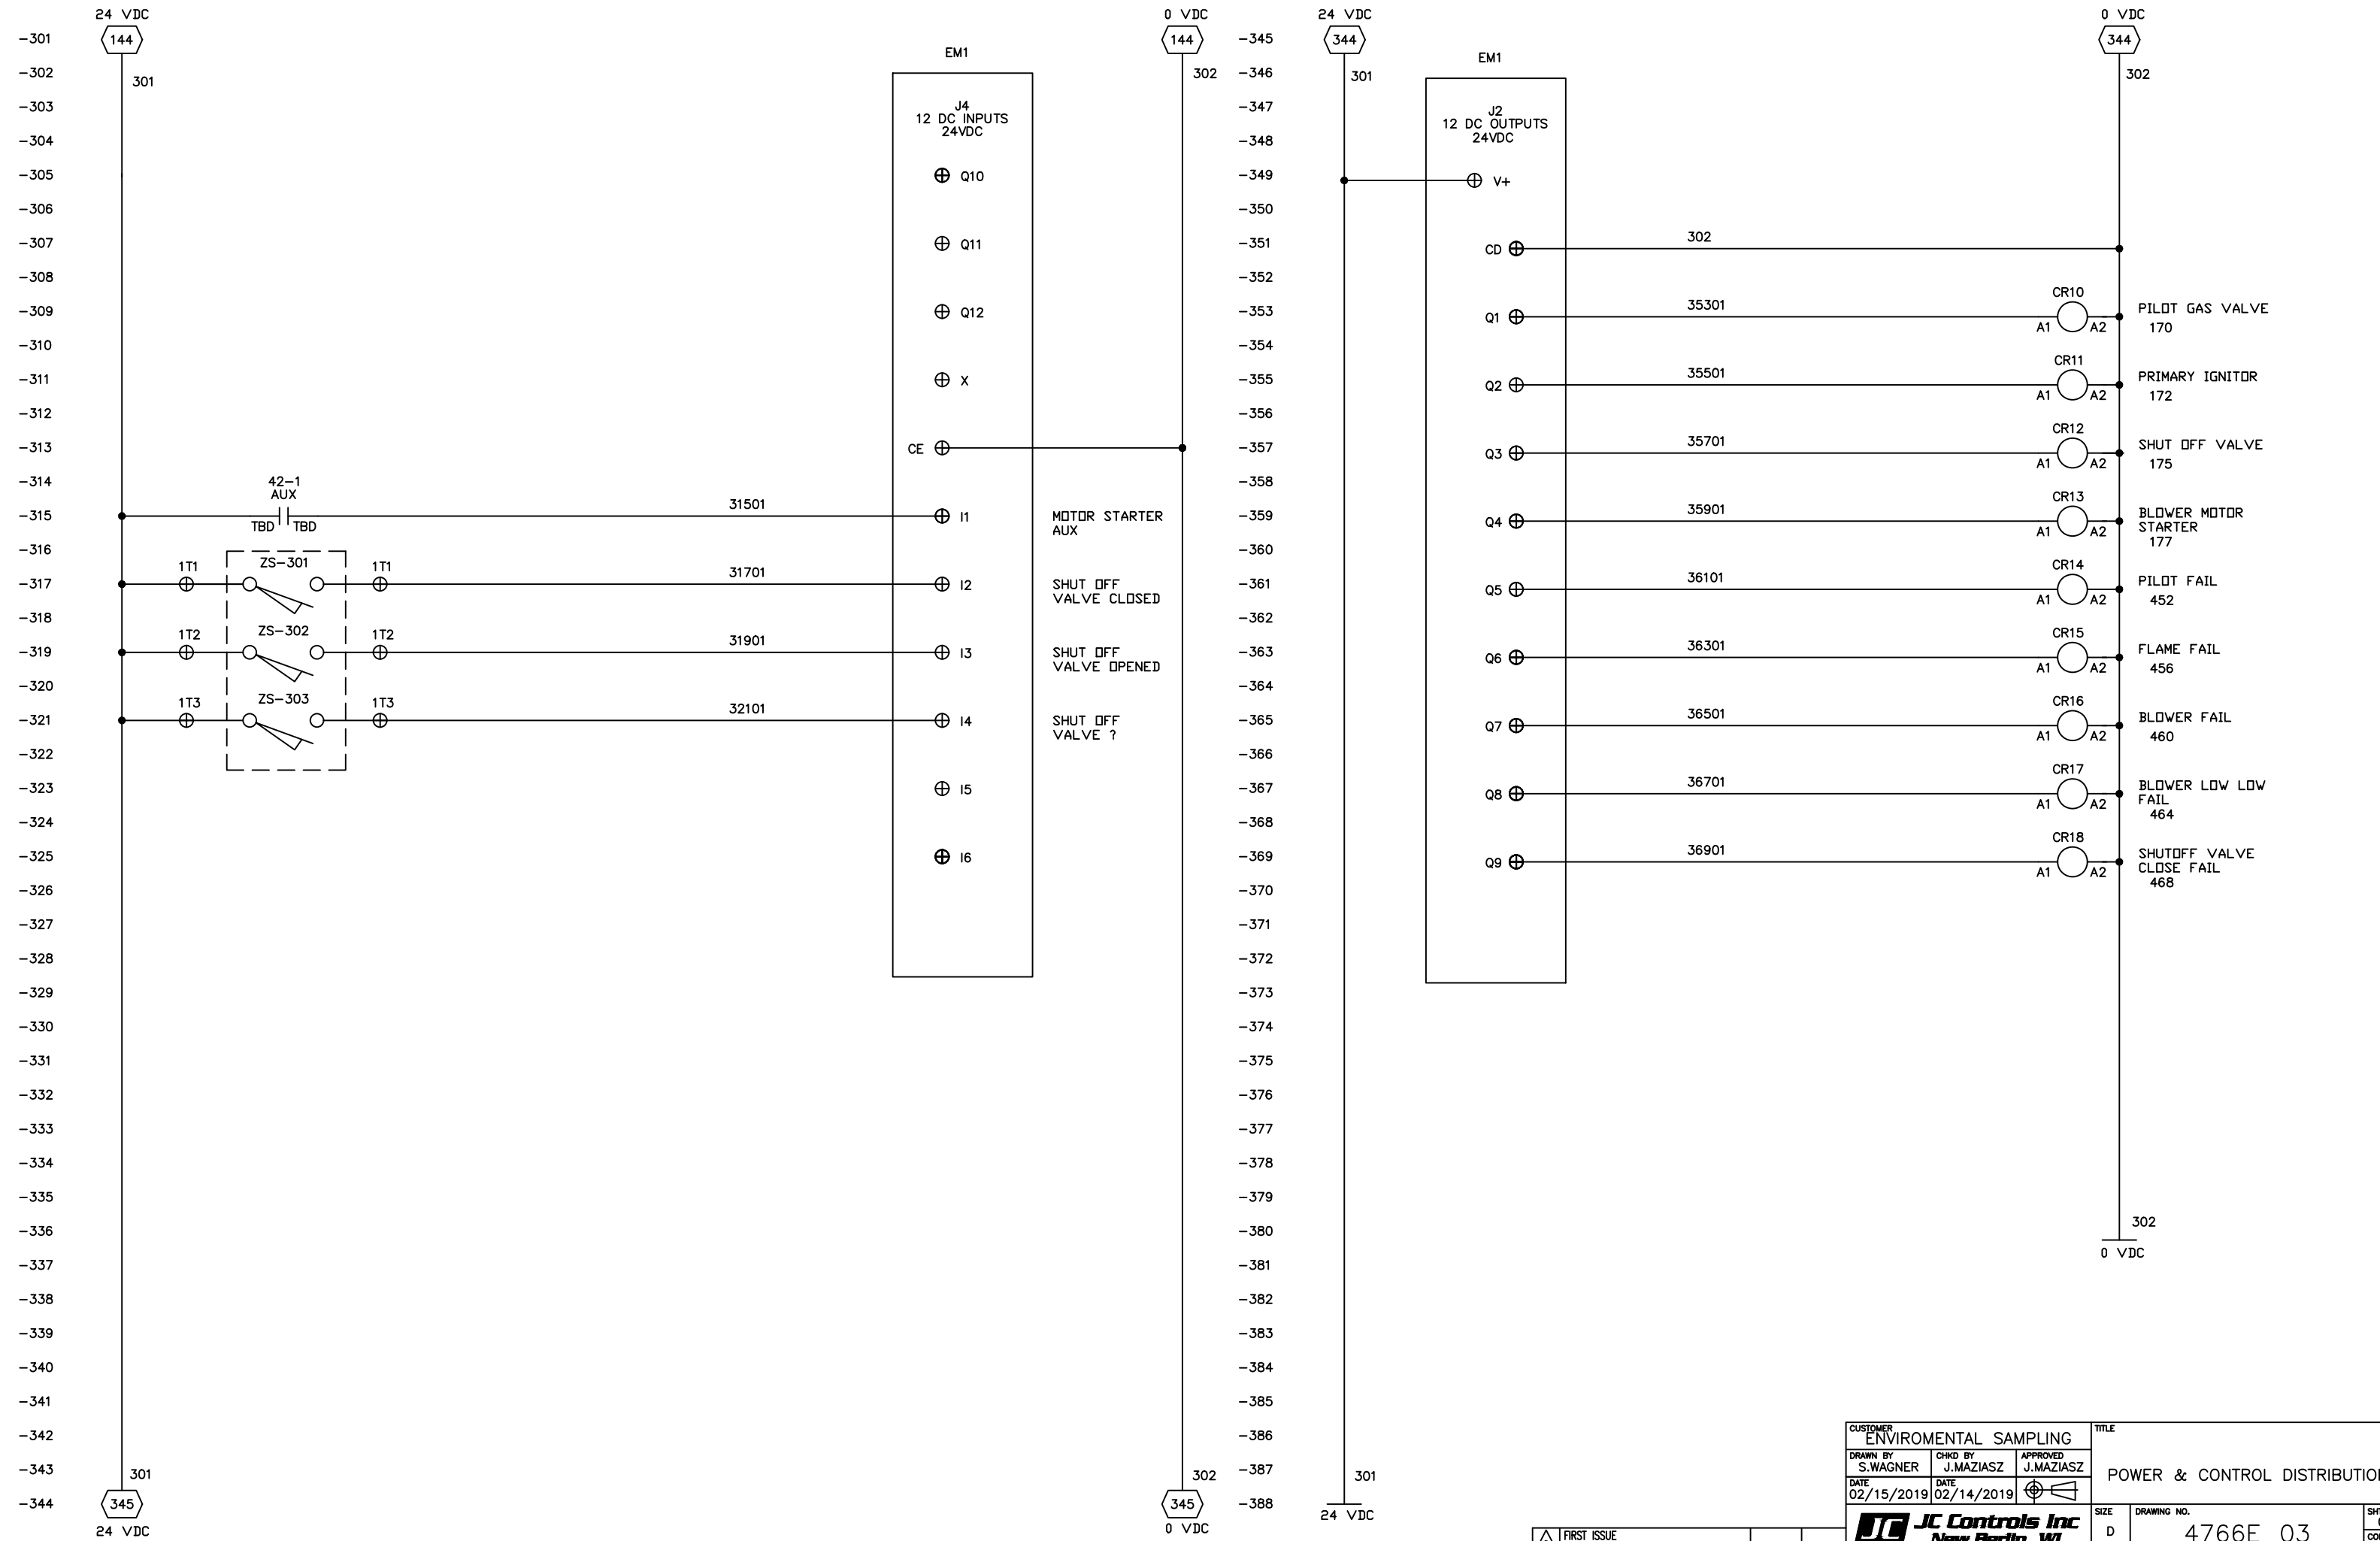 24 VDC
144
301
0 VDC
144
302
-301
-302
-303
-304
-305
-306
-307
-308
-309
-310
-311
-312
-313
-314
-315
-316
-317
-318
-319
-320
-321
-322
-323
-324
-325
-326
-327
-328
-329
-330
-331
-332
-333
-334
-335
-336
-337
-338
-339
-340
-341
-342
-343
-344
EM1
J4
12 DC INPUTS
24VDC
Q10
Q11
Q12
X
CE
42-1
AUX
TBD TBD
31501
I1
MOTOR STARTER
AUX
1T1
ZS-301
1T1
31701
I2
SHUT OFF
VALVE CLOSED
1T2
ZS-302
1T2
31901
I3
SHUT OFF
VALVE OPENED
1T3
ZS-303
1T3
32101
I4
SHUT OFF
VALVE ?
I5
I6
301
345
24 VDC
302
345
0 VDC
24 VDC
344
301
0 VDC
344
302
-345
-346
-347
-348
-349
-350
-351
-352
-353
-354
-355
-356
-357
-358
-359
-360
-361
-362
-363
-364
-365
-366
-367
-368
-369
-370
-371
-372
-373
-374
-375
-376
-377
-378
-379
-380
-381
-382
-383
-384
-385
-386
-387
-388
EM1
J2
12 DC OUTPUTS
24VDC
V+
CD
302
Q1
35301
CR10
A1 A2
PILOT GAS VALVE
170
Q2
35501
CR11
A1 A2
PRIMARY IGNITOR
172
Q3
35701
CR12
A1 A2
SHUT OFF VALVE
175
Q4
35901
CR13
A1 A2
BLOWER MOTOR
STARTER
177
Q5
36101
CR14
A1 A2
PILOT FAIL
452
Q6
36301
CR15
A1 A2
FLAME FAIL
456
Q7
36501
CR16
A1 A2
BLOWER FAIL
460
Q8
36701
CR17
A1 A2
BLOWER LOW LOW
FAIL
464
Q9
36901
CR18
A1 A2
SHUTOFF VALVE
CLOSE FAIL
468
302
0 VDC
301
24 VDC
CUSTOMER
ENVIROMENTAL SAMPLING
DRAWN BY
S.WAGNER
CHKD BY
J.MAZIASZ
APPROVED
J.MAZIASZ
DATE
02/15/2019
DATE
02/14/2019
TITLE
POWER & CONTROL DISTRIBUTION
JC
JC Controls Inc
New Berlin, WI
SIZE
D
DRAWING NO.
4766E 03
FIRST ISSUE